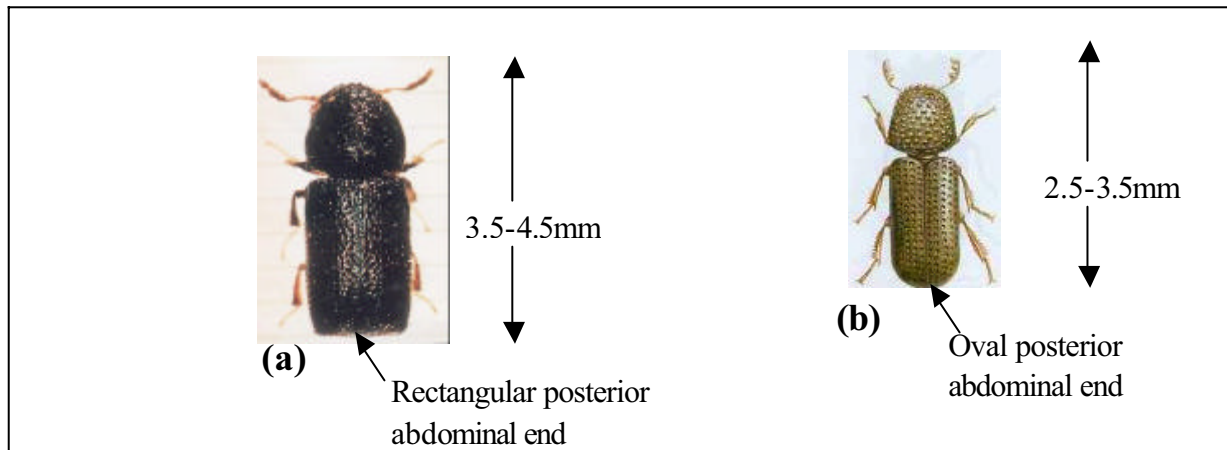 3.5-4.5mm
(a)
Rectangular posterior
abdominal end
2.5-3.5mm
(b)
Oval posterior
abdominal end